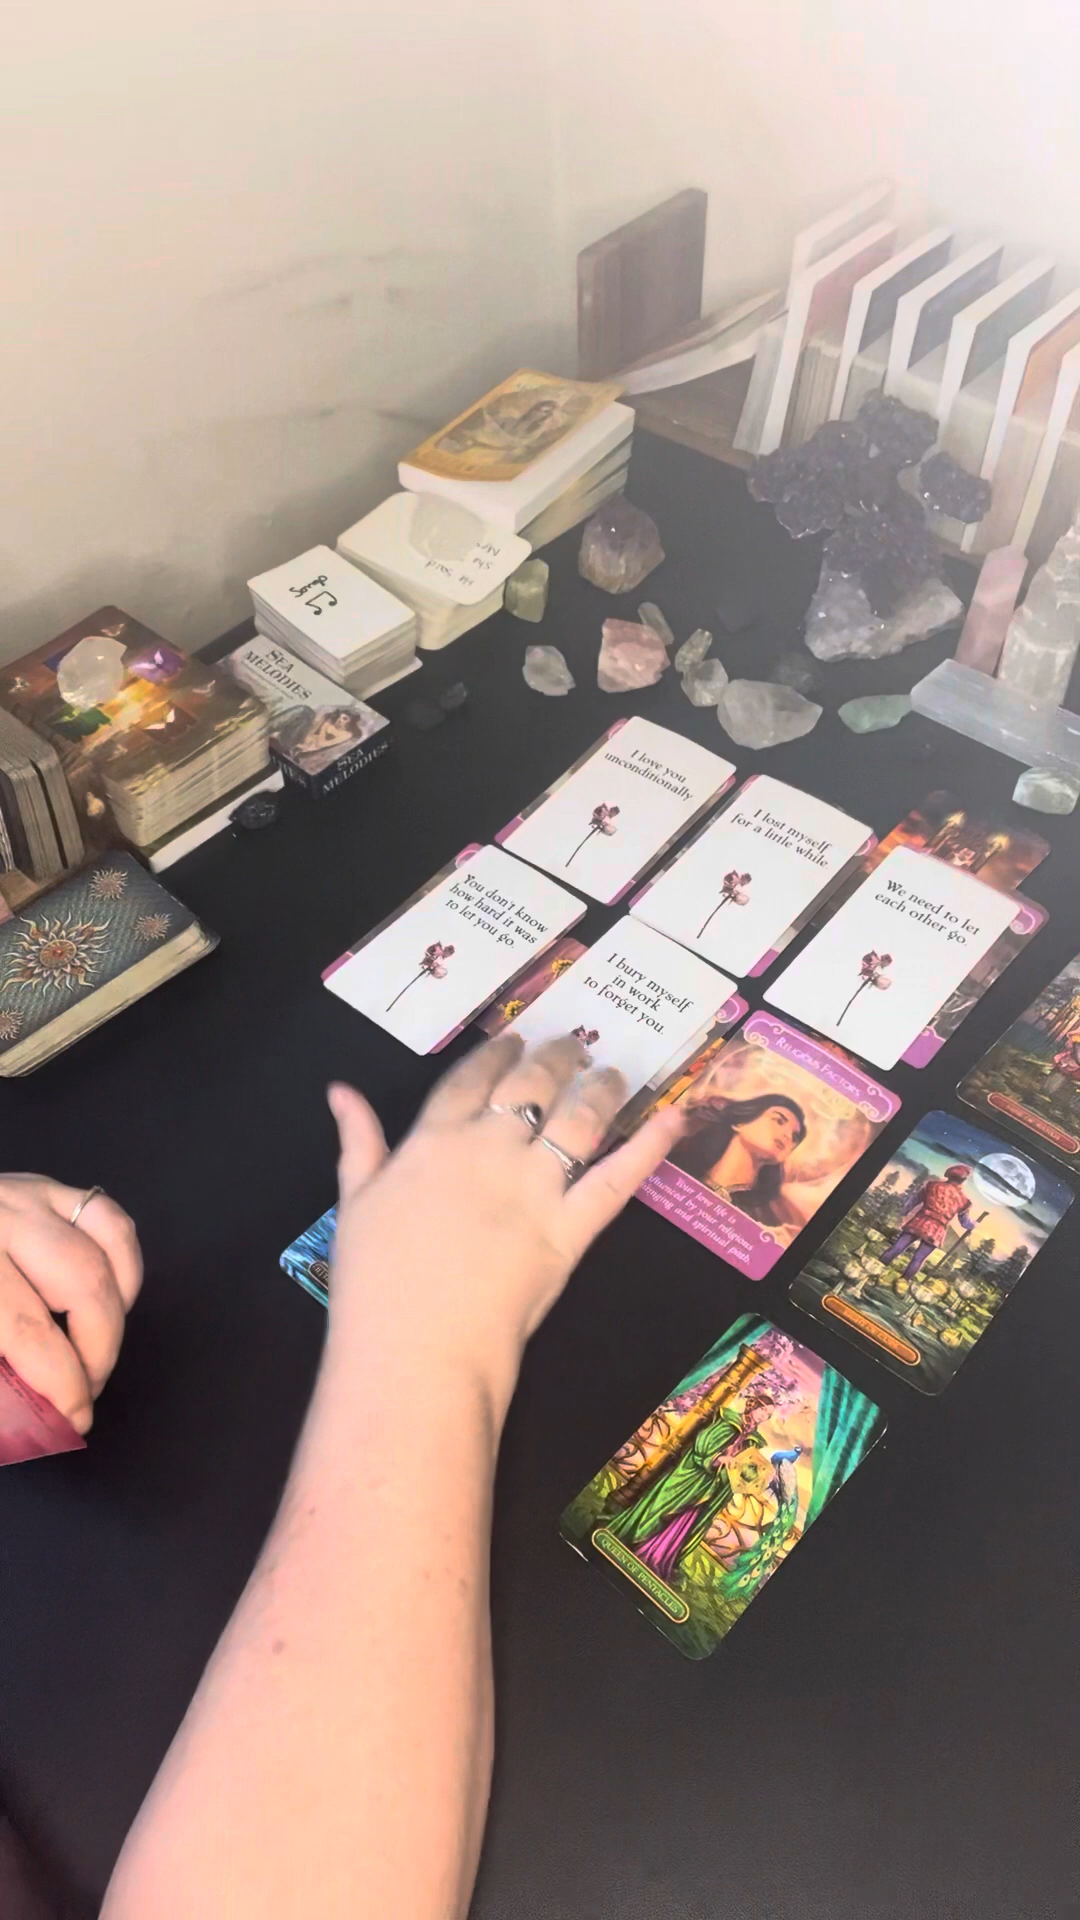 SEA
MELODIES
SEA
MELODIES
I love you
unconditionally
I lost myself
for a little while
We need to let
each other go.
You don't know
how hard it was
to let you go.
I bury myself
in work
to forget you.
RELIGIOUS FACTORS
Your love life is
influenced by your religious
and spiritual path.
QUEEN OF PENTACLES